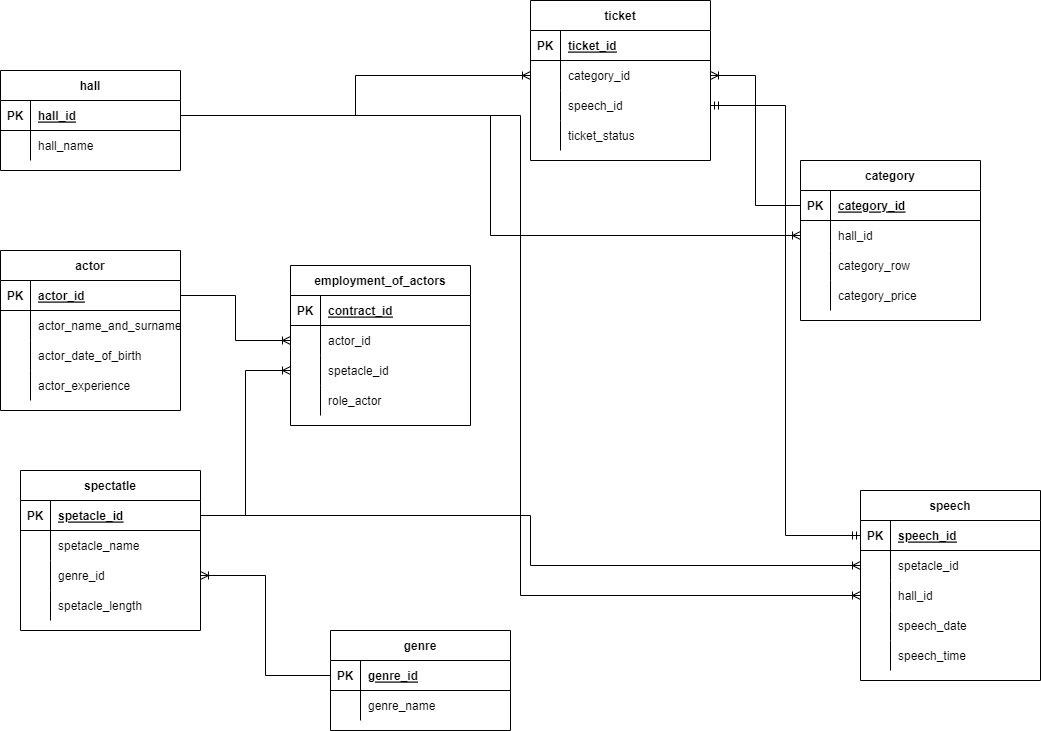 ticket
PK ticket_id
category_id
speech_id
ticket_status
hall
PK hall_id
hall_name
category
PK category_id
hall_id
category_row
category_price
actor
PK actor_id
actor_name_and_surname
actor_date_of_birth
actor_experience
employment_of_actors
PK contract_id
actor_id
spetacle_id
role_actor
spectatle
PK spetacle_id
spetacle_name
genre_id
spetacle_length
speech
PK speech_id
spetacle_id
hall_id
speech_date
speech_time
genre
PK genre_id
genre_name